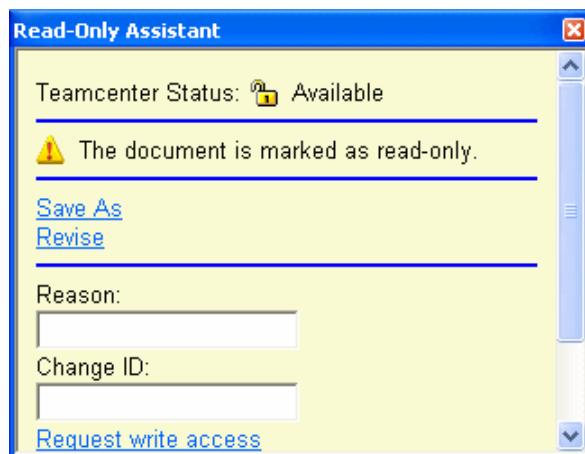 Read-Only Assistant
Teamcenter Status: Available
The document is marked as read-only.
Save As
Revise
Reason:
Change ID:
Request write access